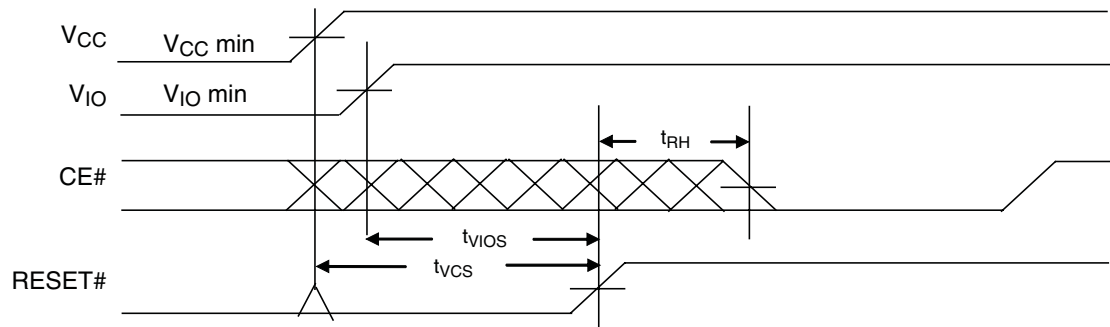 VCC
VCC min
VIO
VIO min
tRH
CE#
tVIOS
tVCS
RESET#